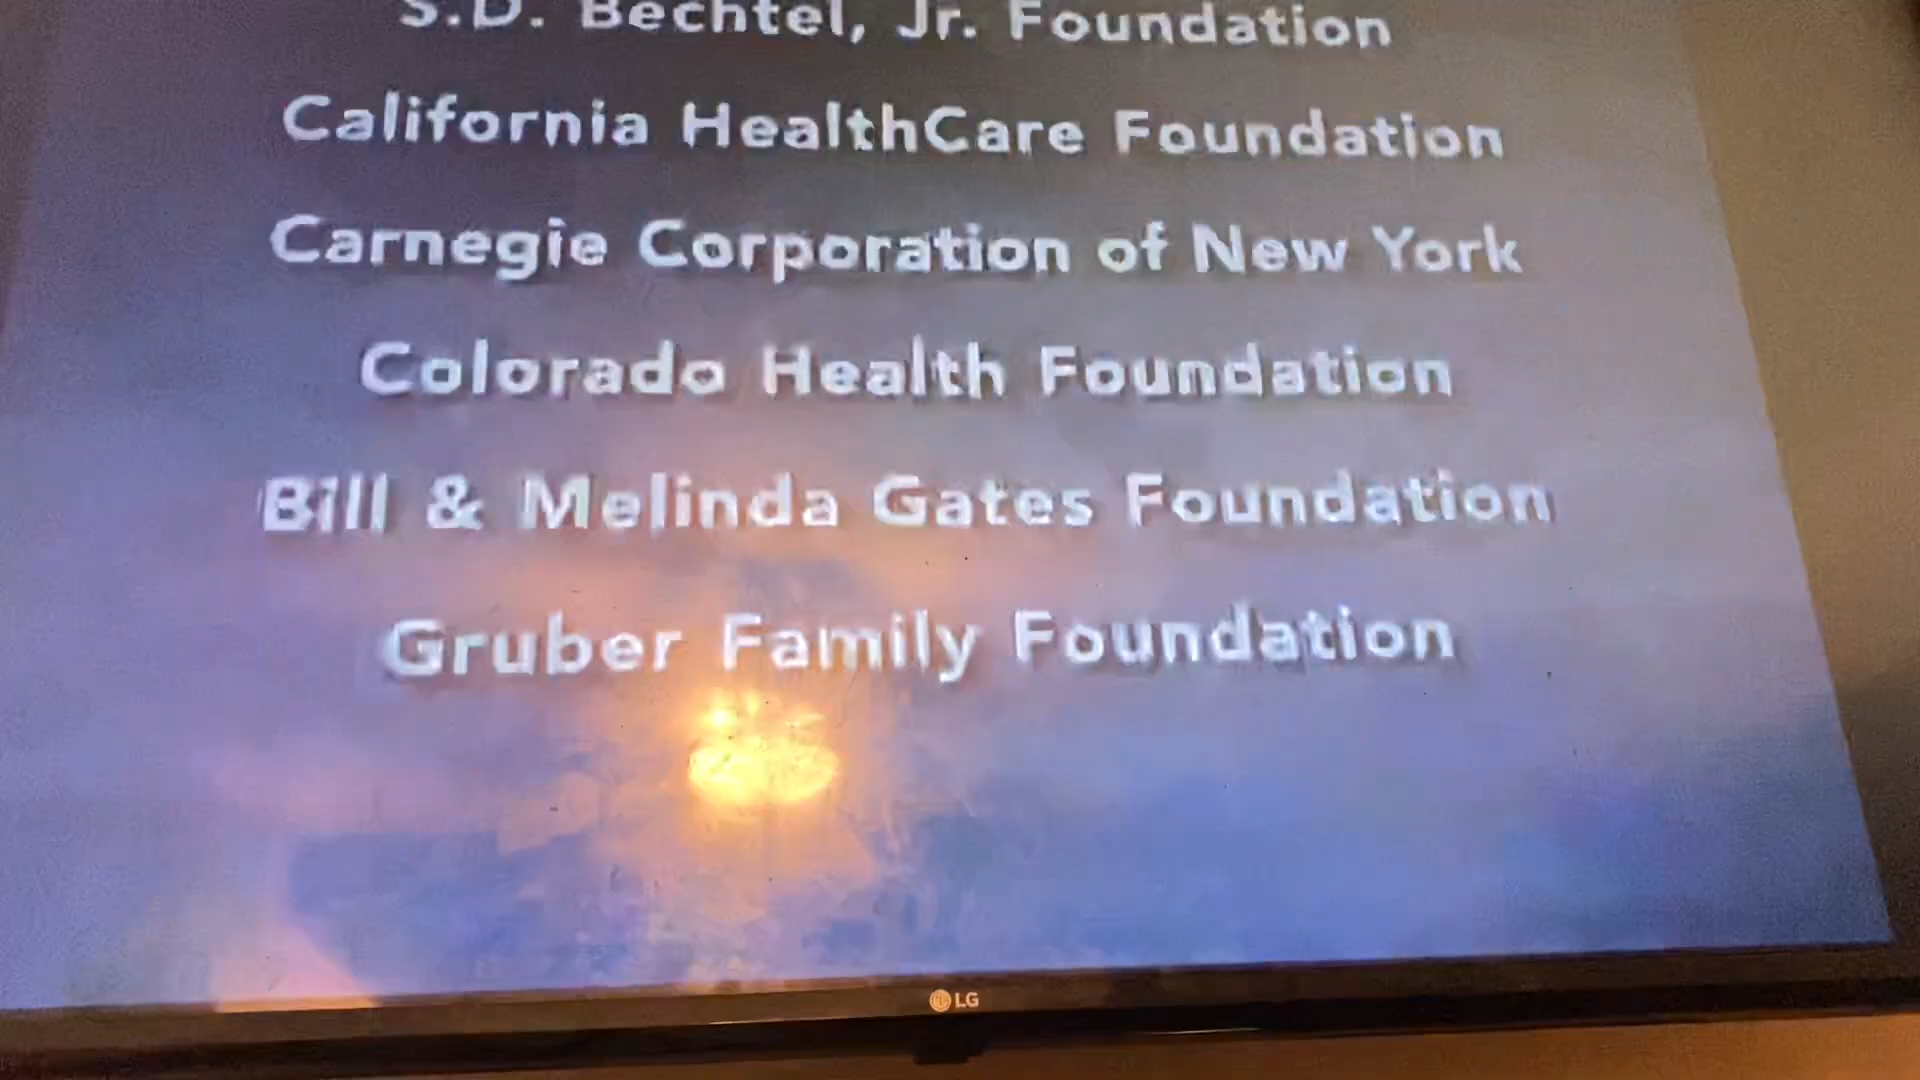 S.D. Bechtel, Jr. Foundation
California HealthCare Foundation
Carnegie Corporation of New York
Colorado Health Foundation
Bill & Melinda Gates Foundation
Gruber Family Foundation
LG